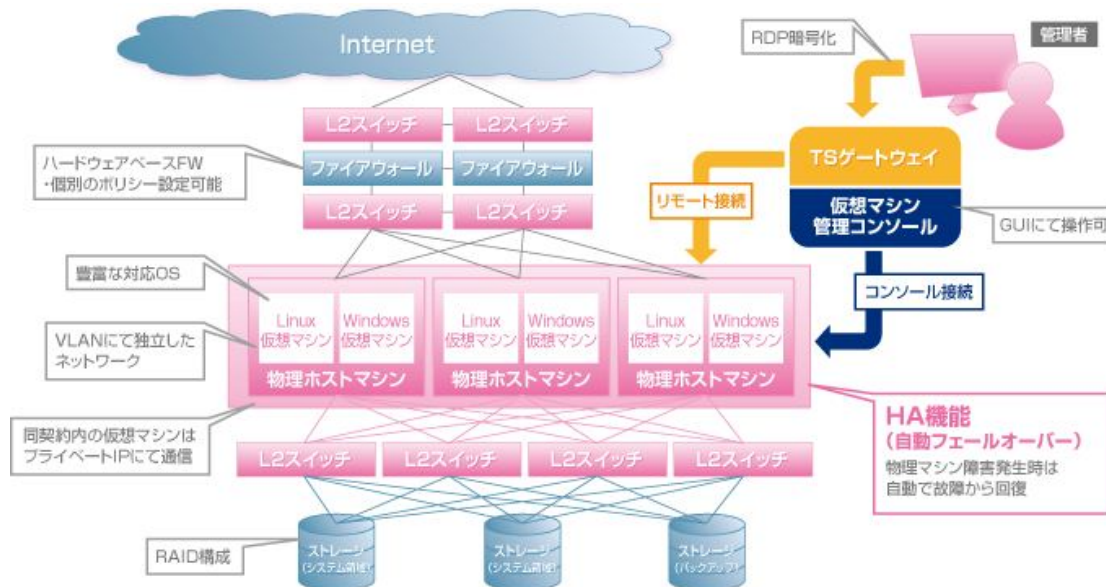 Internet
RDP暗号化
管理者
L2スイッチ
L2スイッチ
ハードウェアベースFW
・個別のポリシー設定可能
ファイアウォール
ファイアウォール
L2スイッチ
L2スイッチ
TSゲートウェイ
仮想マシン
管理コンソール
リモート接続
GUIにて操作可
コンソール接続
豊富な対応OS
VLANにて独立した
ネットワーク
Linux
仮想マシン
Windows
仮想マシン
物理ホストマシン
Linux
仮想マシン
Windows
仮想マシン
物理ホストマシン
Linux
仮想マシン
Windows
仮想マシン
物理ホストマシン
同契約内の仮想マシンは
プライベートIPにて通信
L2スイッチ
L2スイッチ
L2スイッチ
L2スイッチ
HA機能
(自動フェールオーバー)
物理マシン障害発生時は
自動で故障から回復
RAID構成
ストレージ
(システム領域)
ストレージ
(システム領域)
ストレージ
(バックアップ)